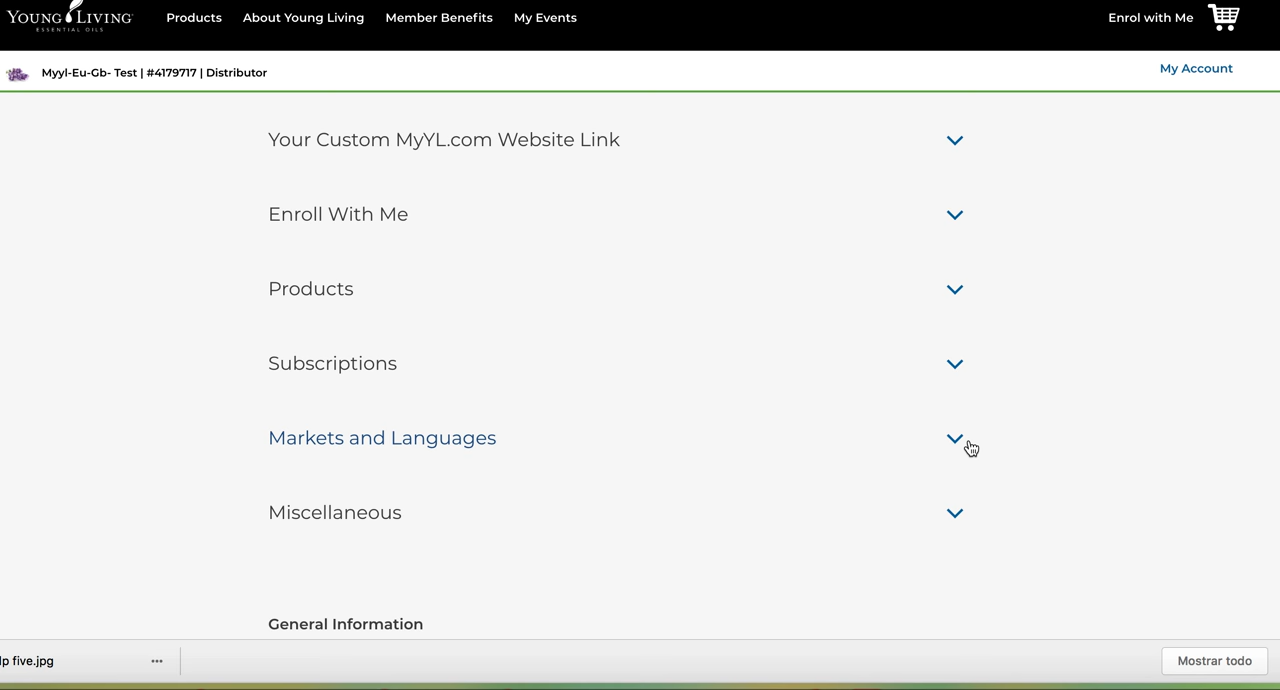 YOUNG LIVING
ESSENTIAL OILS
Products
About Young Living
Member Benefits
My Events
Enrol with Me
Myyl-Eu-Gb- Test | #4179717 | Distributor
My Account
Your Custom MyYL.com Website Link
Enroll With Me
Products
Subscriptions
Markets and Languages
Miscellaneous
General Information
lp five.jpg
Mostrar todo